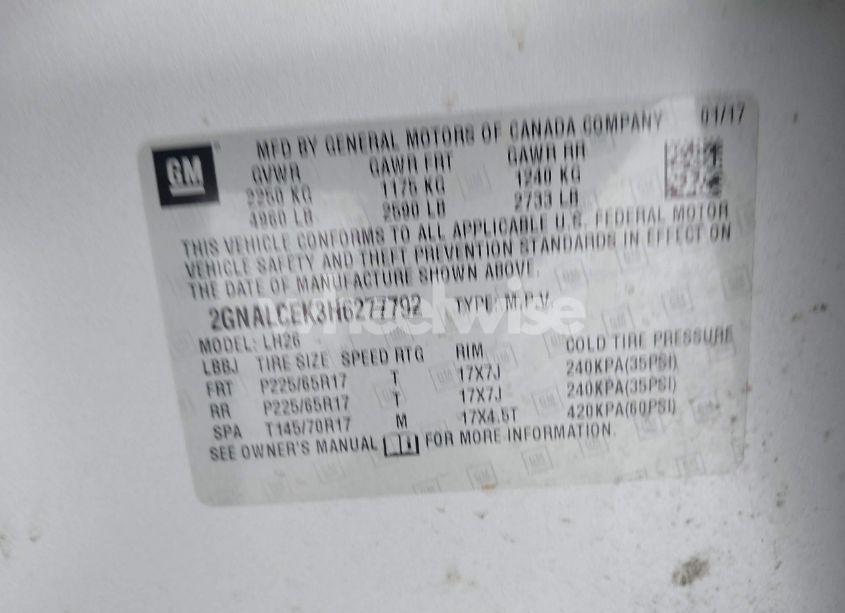 MFD BY GENERAL MOTORS OF CANADA COMPANY 01/17
GM
GVWR GAWR FRT GAWR RR
2250 KG 1175 KG 1240 KG
4960 LB 2590 LB 2733 LB
THIS VEHICLE CONFORMS TO ALL APPLICABLE U.S. FEDERAL MOTOR
VEHICLE SAFETY AND THEFT PREVENTION STANDARDS IN EFFECT ON
THE DATE OF MANUFACTURE SHOWN ABOVE.
2GNALCEK3H6277792 TYPE: M.P.V.
wheelwise
MODEL: LH26
LBBJ TIRE SIZE SPEED RTG RIM COLD TIRE PRESSURE
FRT P225/65R17 T 17X7J 240KPA(35PSI)
RR P225/65R17 T 17X7J 240KPA(35PSI)
SPA T145/70R17 M 17X4.5T 420KPA(60PSI)
SEE OWNER'S MANUAL FOR MORE INFORMATION.